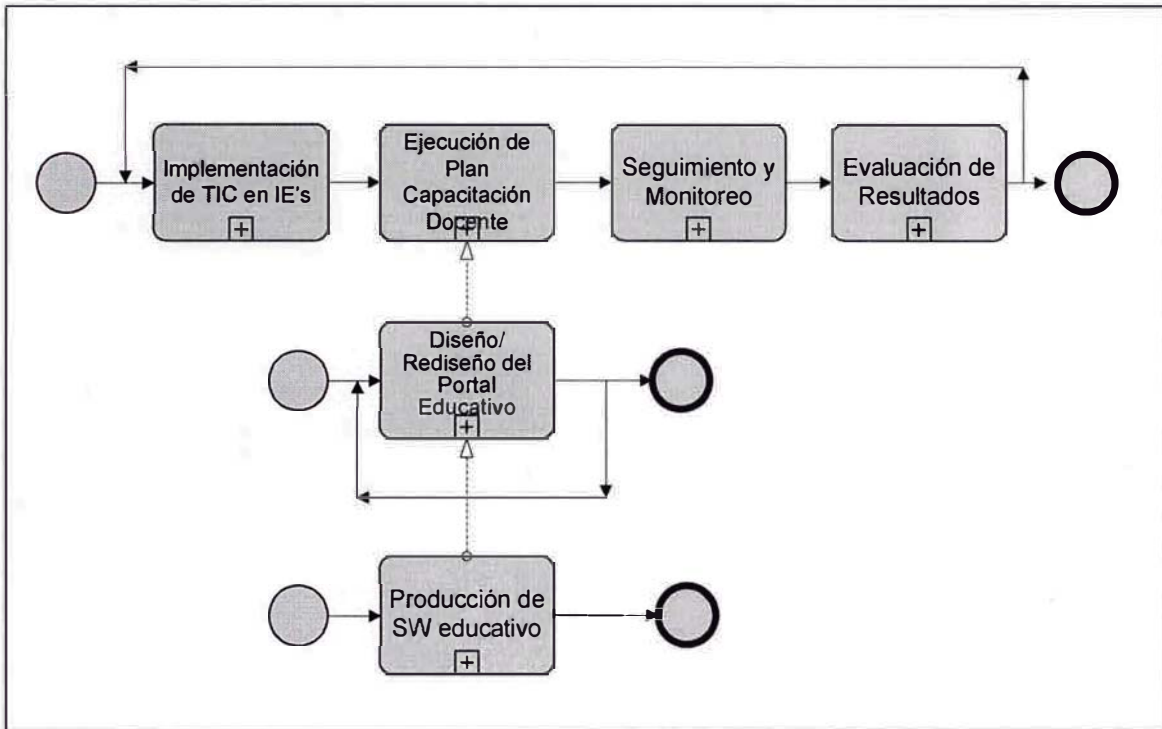 Implementación
de TIC en IE's
Ejecución de
Plan
Capacitación
Docente
Seguimiento y
Monitoreo
Evaluación de
Resultados
Diseño/
Rediseño del
Portal
Educativo
Producción de
SW educativo